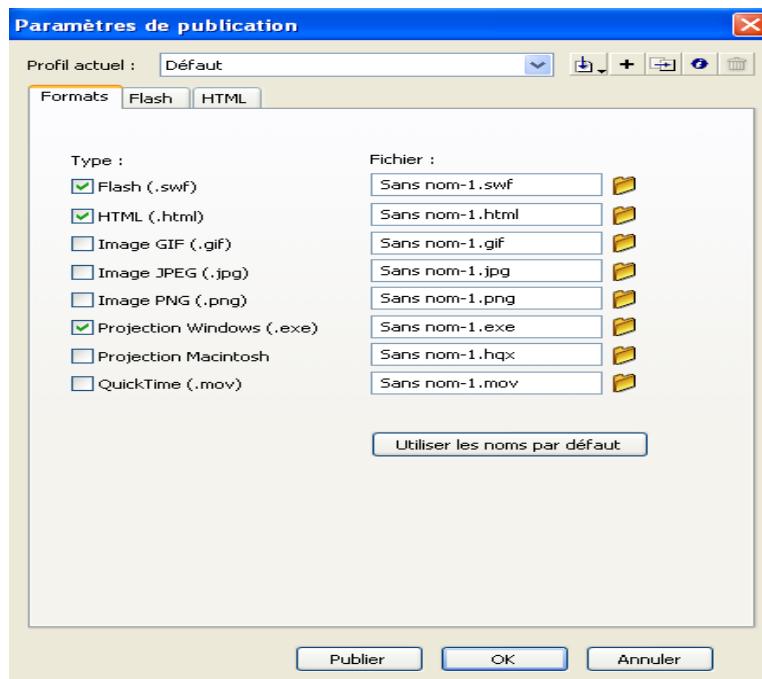 Paramètres de publication
Profil actuel : Défaut
Formats Flash HTML
Type : Fichier :
Flash (.swf) Sans nom-1.swf
HTML (.html) Sans nom-1.html
Image GIF (.gif) Sans nom-1.gif
Image JPEG (.jpg) Sans nom-1.jpg
Image PNG (.png) Sans nom-1.png
Projection Windows (.exe) Sans nom-1.exe
Projection Macintosh Sans nom-1.hqx
QuickTime (.mov) Sans nom-1.mov
Utiliser les noms par défaut
Publier OK Annuler